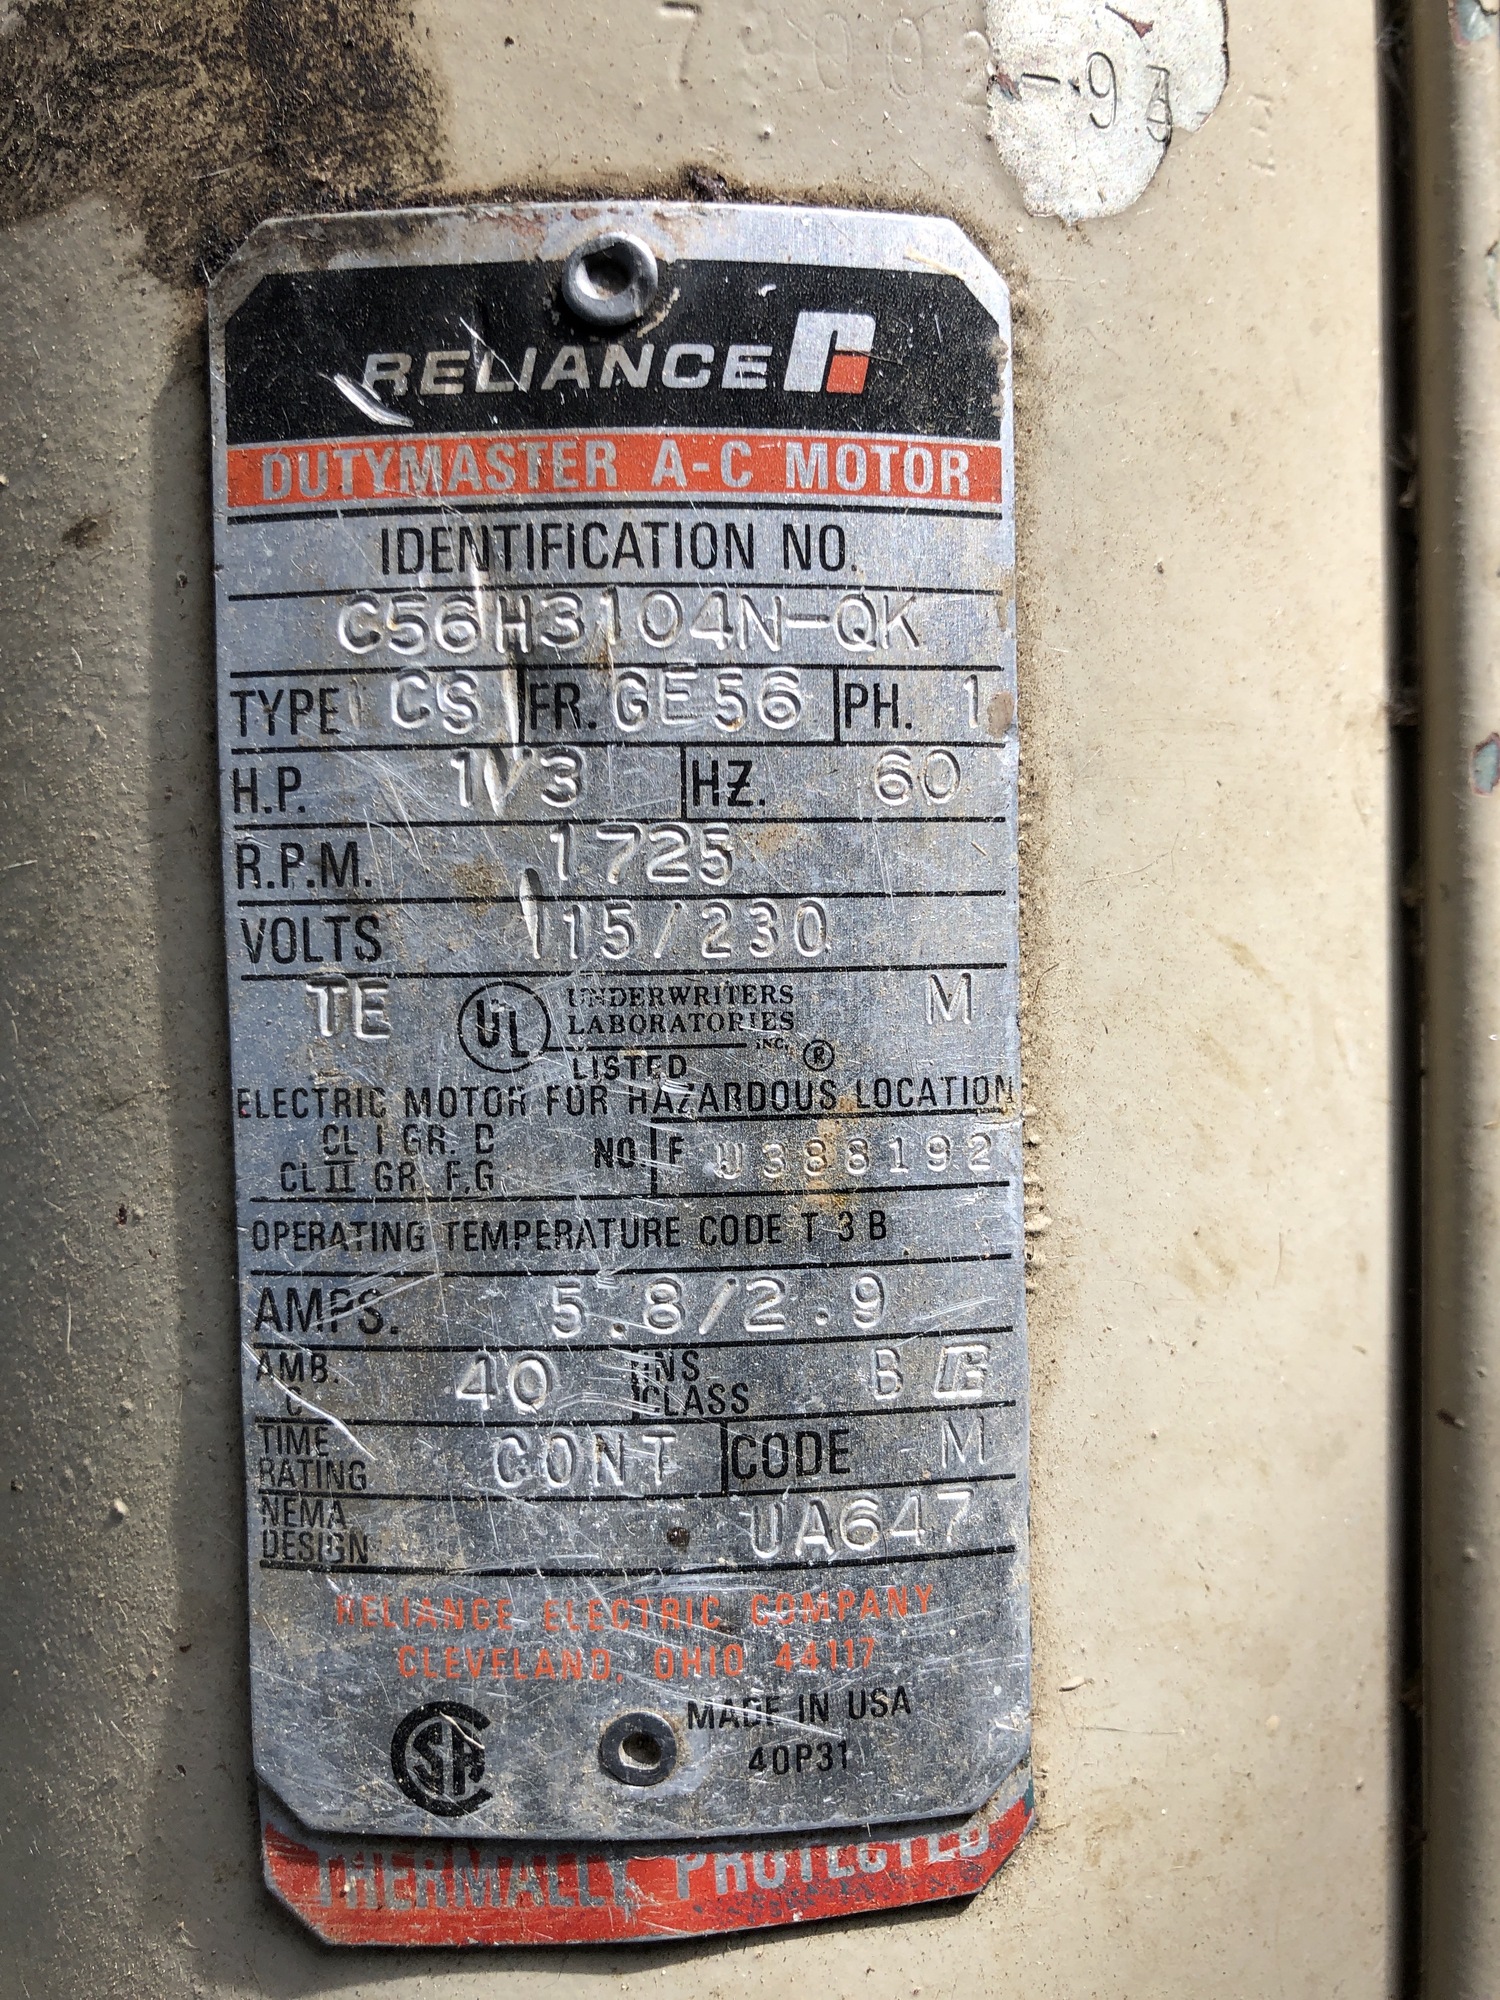 -93
RELIANCE
DUTYMASTER A-C MOTOR
IDENTIFICATION NO.
C56H3104N-QK
TYPE CS FR. GE56 PH. 1
H.P. 1/3 HZ. 60
R.P.M. 1725
VOLTS 115/230
TE UL UNDERWRITERS LABORATORIES INC. ® M
LISTED
ELECTRIC MOTOR FOR HAZARDOUS LOCATION
CL I GR. D
CL II GR. F,G NO. F U388192
OPERATING TEMPERATURE CODE T 3 B
AMPS. 5.8/2.9
AMB. C 40 INS CLASS B
TIME RATING CONT CODE M
NEMA DESIGN UA647
RELIANCE ELECTRIC COMPANY
CLEVELAND, OHIO 44117
MADE IN USA
40P31
THERMALLY PROTECTED